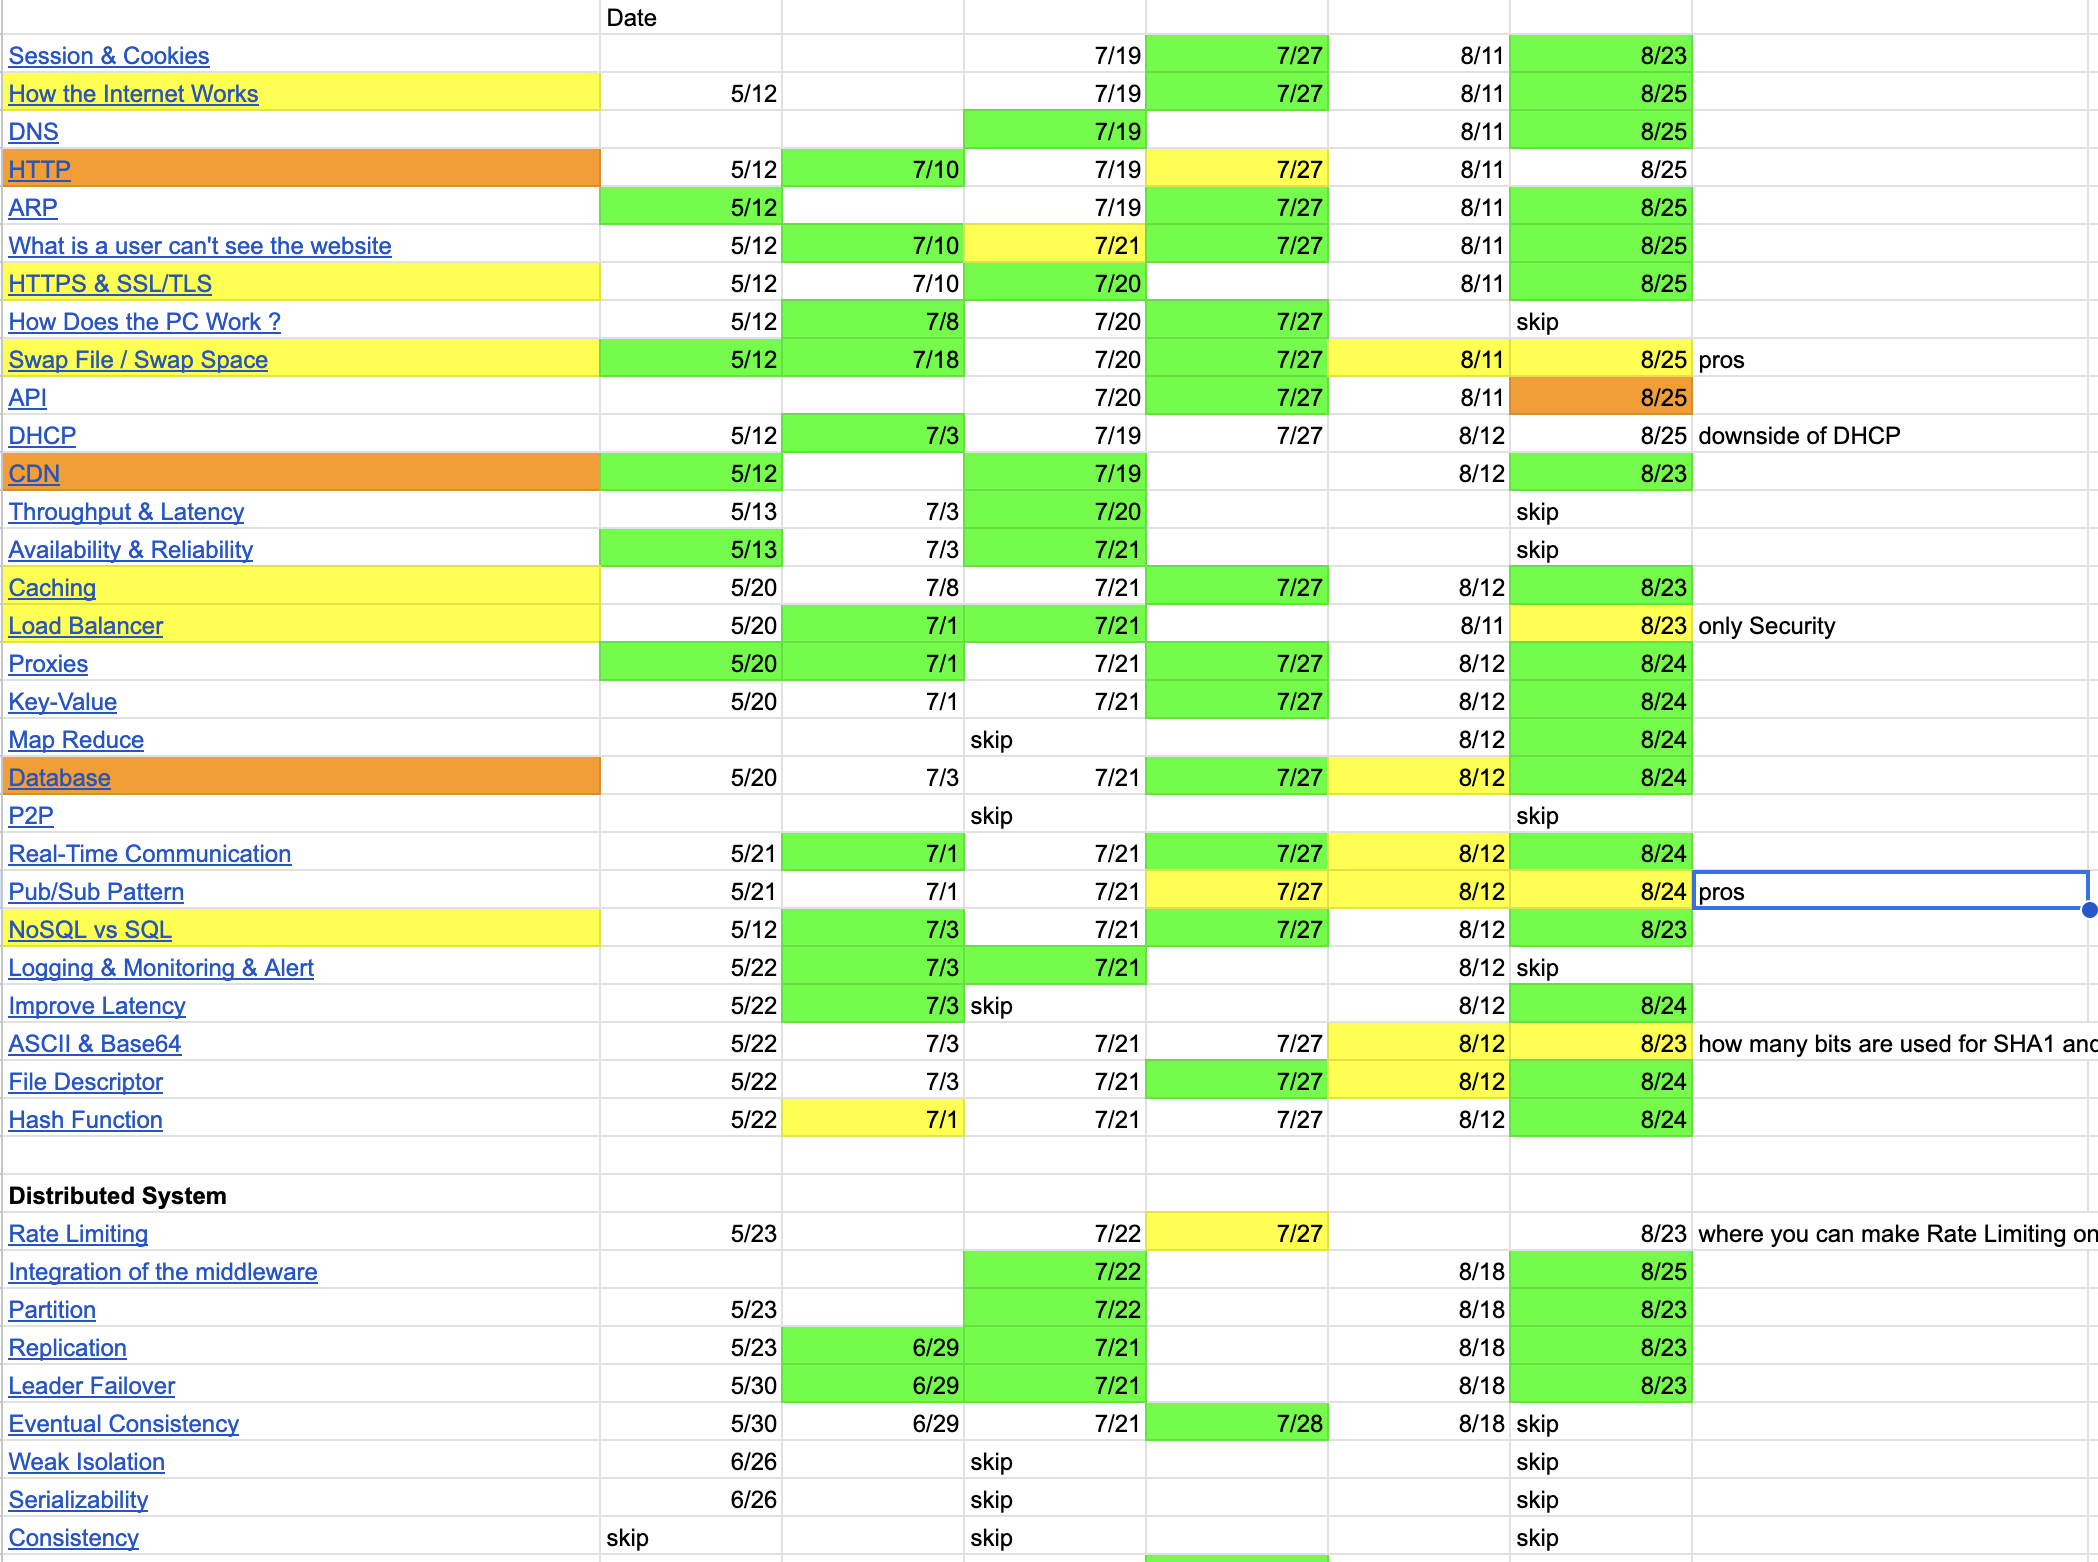 Date
Session & Cookies 7/19 7/27 8/11 8/23
How the Internet Works 5/12 7/19 7/27 8/11 8/25
DNS 7/19 8/11 8/25
HTTP 5/12 7/10 7/19 7/27 8/11 8/25
ARP 5/12 7/19 7/27 8/11 8/25
What is a user can't see the website 5/12 7/10 7/21 7/27 8/11 8/25
HTTPS & SSL/TLS 5/12 7/10 7/20 8/11 8/25
How Does the PC Work ? 5/12 7/8 7/20 7/27 skip
Swap File / Swap Space 5/12 7/18 7/20 7/27 8/11 8/25 pros
API 7/20 7/27 8/11 8/25
DHCP 5/12 7/3 7/19 7/27 8/12 8/25 downside of DHCP
CDN 5/12 7/19 8/12 8/23
Throughput & Latency 5/13 7/3 7/20 skip
Availability & Reliability 5/13 7/3 7/21 skip
Caching 5/20 7/8 7/21 7/27 8/12 8/23
Load Balancer 5/20 7/1 7/21 8/11 8/23 only Security
Proxies 5/20 7/1 7/21 7/27 8/12 8/24
Key-Value 5/20 7/1 7/21 7/27 8/12 8/24
Map Reduce skip 8/12 8/24
Database 5/20 7/3 7/21 7/27 8/12 8/24
P2P skip skip
Real-Time Communication 5/21 7/1 7/21 7/27 8/12 8/24
Pub/Sub Pattern 5/21 7/1 7/21 7/27 8/12 8/24 pros
NoSQL vs SQL 5/12 7/3 7/21 7/27 8/12 8/23
Logging & Monitoring & Alert 5/22 7/3 7/21 8/12 skip
Improve Latency 5/22 7/3 skip 8/12 8/24
ASCII & Base64 5/22 7/3 7/21 7/27 8/12 8/23 how many bits are used for SHA1 and
File Descriptor 5/22 7/3 7/21 7/27 8/12 8/24
Hash Function 5/22 7/1 7/21 7/27 8/12 8/24
Distributed System
Rate Limiting 5/23 7/22 7/27 8/23 where you can make Rate Limiting on
Integration of the middleware 7/22 8/18 8/25
Partition 5/23 7/22 8/18 8/23
Replication 5/23 6/29 7/21 8/18 8/23
Leader Failover 5/30 6/29 7/21 8/18 8/23
Eventual Consistency 5/30 6/29 7/21 7/28 8/18 skip
Weak Isolation 6/26 skip skip
Serializability 6/26 skip skip
Consistency skip skip skip